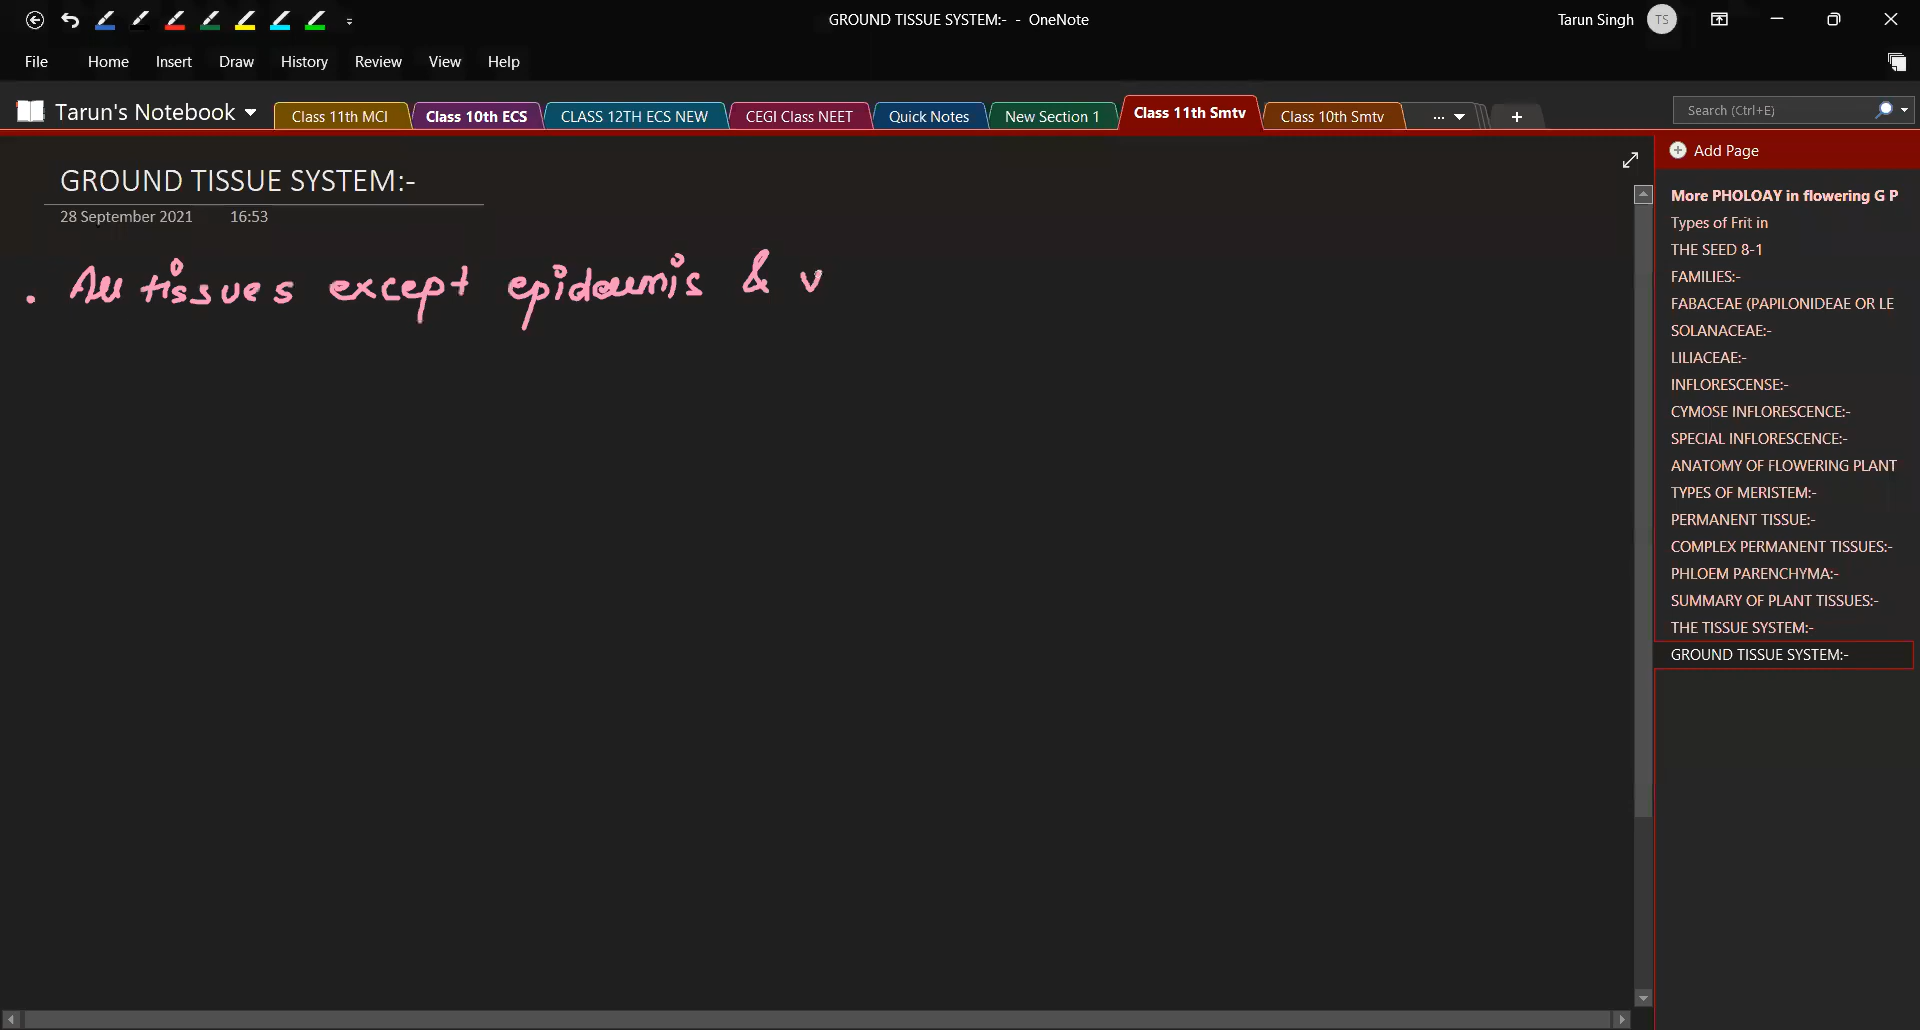 GROUND TISSUE SYSTEM:- - OneNote
Tarun Singh TS
File Home Insert Draw History Review View Help
Tarun's Notebook Class 11th MCI Class 10th ECS CLASS 12TH ECS NEW CEGI Class NEET Quick Notes New Section 1 Class 11th Smtv Class 10th Smtv ... + Search (Ctrl+E)
Add Page
GROUND TISSUE SYSTEM:-
28 September 2021 16:53
. All tissues except epidermis & v
More PHOLOAY in flowering G P
Types of Frit in
THE SEED 8-1
FAMILIES:-
FABACEAE (PAPILONIDEAE OR LE
SOLANACEAE:-
LILIACEAE:-
INFLORESCENSE:-
CYMOSE INFLORESCENCE:-
SPECIAL INFLORESCENCE:-
ANATOMY OF FLOWERING PLANT
TYPES OF MERISTEM:-
PERMANENT TISSUE:-
COMPLEX PERMANENT TISSUES:-
PHLOEM PARENCHYMA:-
SUMMARY OF PLANT TISSUES:-
THE TISSUE SYSTEM:-
GROUND TISSUE SYSTEM:-